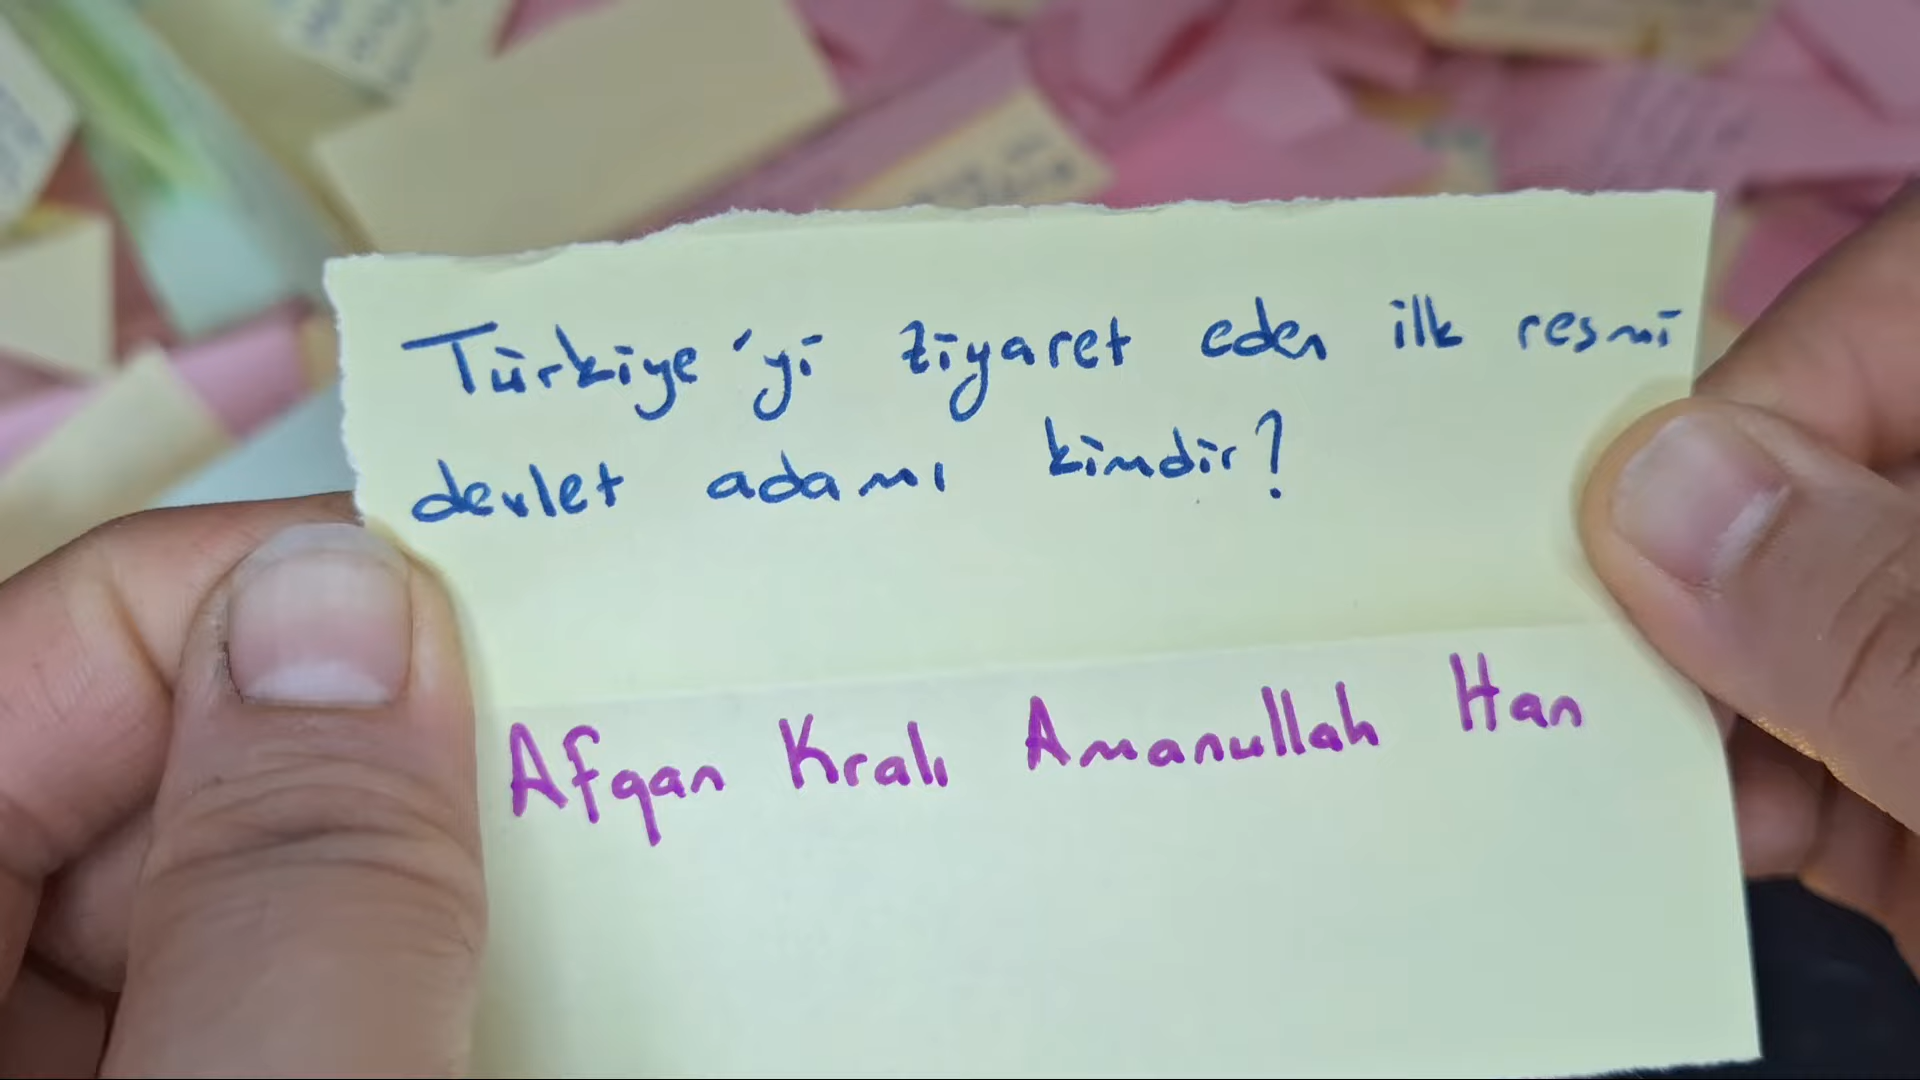 Türkiye'yi ziyaret eden ilk resmi
devlet adamı kimdir?
Afgan Kralı Amanullah Han